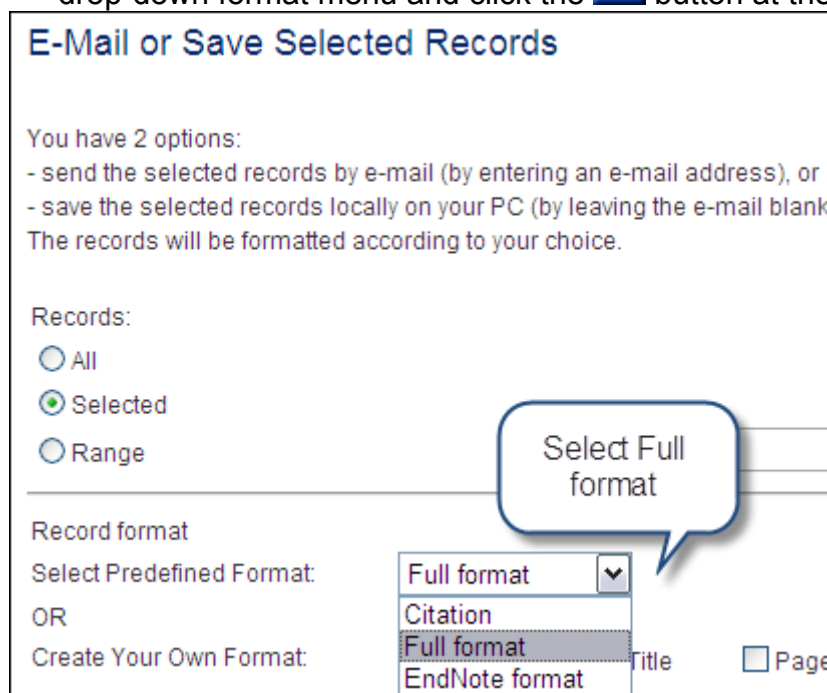 drop-down format menu and click the button at the
E-Mail or Save Selected Records
You have 2 options:
- send the selected records by e-mail (by entering an e-mail address), or
- save the selected records locally on your PC (by leaving the e-mail blank
The records will be formatted according to your choice.
Records:
All
Selected
Range
Select Full
format
Record format
Select Predefined Format: Full format
OR
Citation
Full format
Create Your Own Format: Title Page
EndNote format